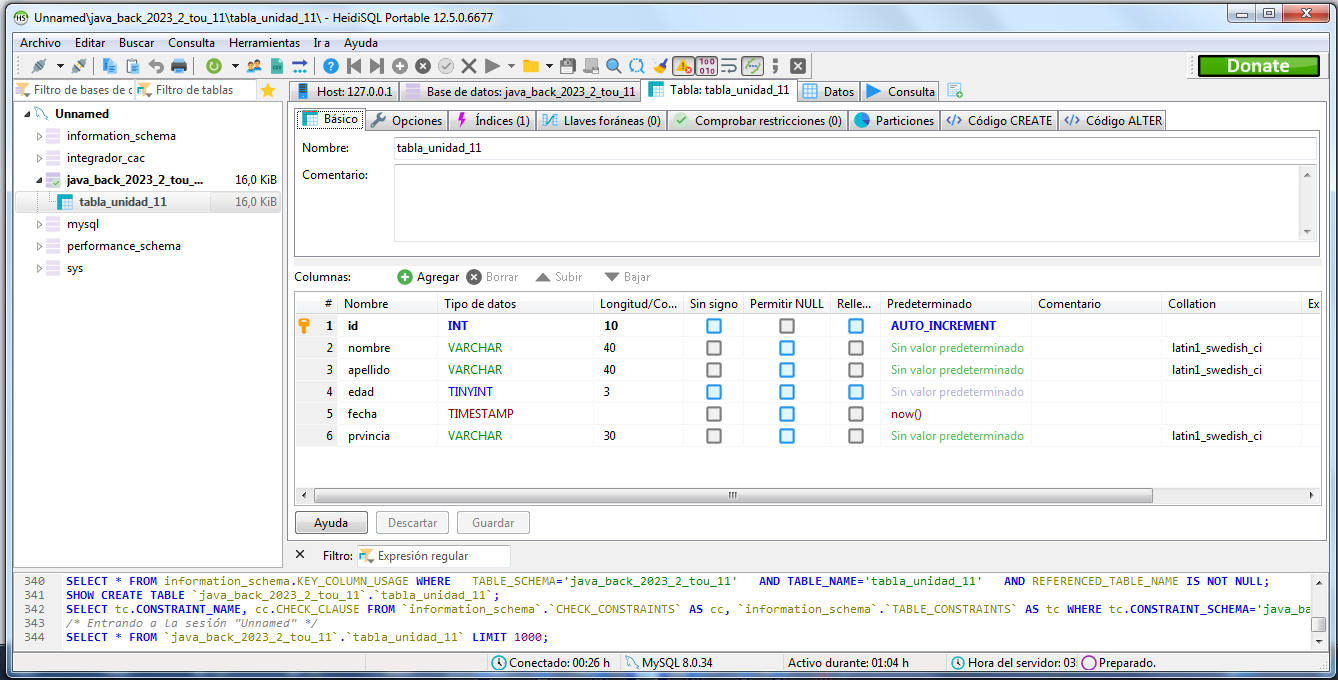 Unnamed\java_back_2023_2_tou_11\tabla_unidad_11\ - HeidiSQL Portable 12.5.0.6677
Archivo Editar Buscar Consulta Herramientas Ir a Ayuda
Donate
Filtro de bases de d Filtro de tablas
Host: 127.0.0.1 Base de datos: java_back_2023_2_tou_11 Tabla: tabla_unidad_11 Datos Consulta
Unnamed
information_schema
integrador_cac
java_back_2023_2_tou_... 16,0 KiB
tabla_unidad_11 16,0 KiB
mysql
performance_schema
sys
Básico Opciones Índices (1) Llaves foráneas (0) Comprobar restricciones (0) Particiones Código CREATE Código ALTER
Nombre: tabla_unidad_11
Comentario:
Columnas: Agregar Borrar Subir Bajar
# Nombre Tipo de datos Longitud/Co... Sin signo Permitir NULL Relle... Predeterminado Comentario Collation Ex
1 id INT 10 AUTO_INCREMENT
2 nombre VARCHAR 40 Sin valor predeterminado latin1_swedish_ci
3 apellido VARCHAR 40 Sin valor predeterminado latin1_swedish_ci
4 edad TINYINT 3 Sin valor predeterminado
5 fecha TIMESTAMP now()
6 prvincia VARCHAR 30 Sin valor predeterminado latin1_swedish_ci
Ayuda Descartar Guardar
Filtro: Expresión regular
340 SELECT * FROM information_schema.KEY_COLUMN_USAGE WHERE TABLE_SCHEMA='java_back_2023_2_tou_11' AND TABLE_NAME='tabla_unidad_11' AND REFERENCED_TABLE_NAME IS NOT NULL;
341 SHOW CREATE TABLE `java_back_2023_2_tou_11`.`tabla_unidad_11`;
342 SELECT tc.CONSTRAINT_NAME, cc.CHECK_CLAUSE FROM `information_schema`.`CHECK_CONSTRAINTS` AS cc, `information_schema`.`TABLE_CONSTRAINTS` AS tc WHERE tc.CONSTRAINT_SCHEMA='java_ba
343 /* Entrando a la sesión "Unnamed" */
344 SELECT * FROM `java_back_2023_2_tou_11`.`tabla_unidad_11` LIMIT 1000;
Conectado: 00:26 h MySQL 8.0.34 Activo durante: 01:04 h Hora del servidor: 03: Preparado.